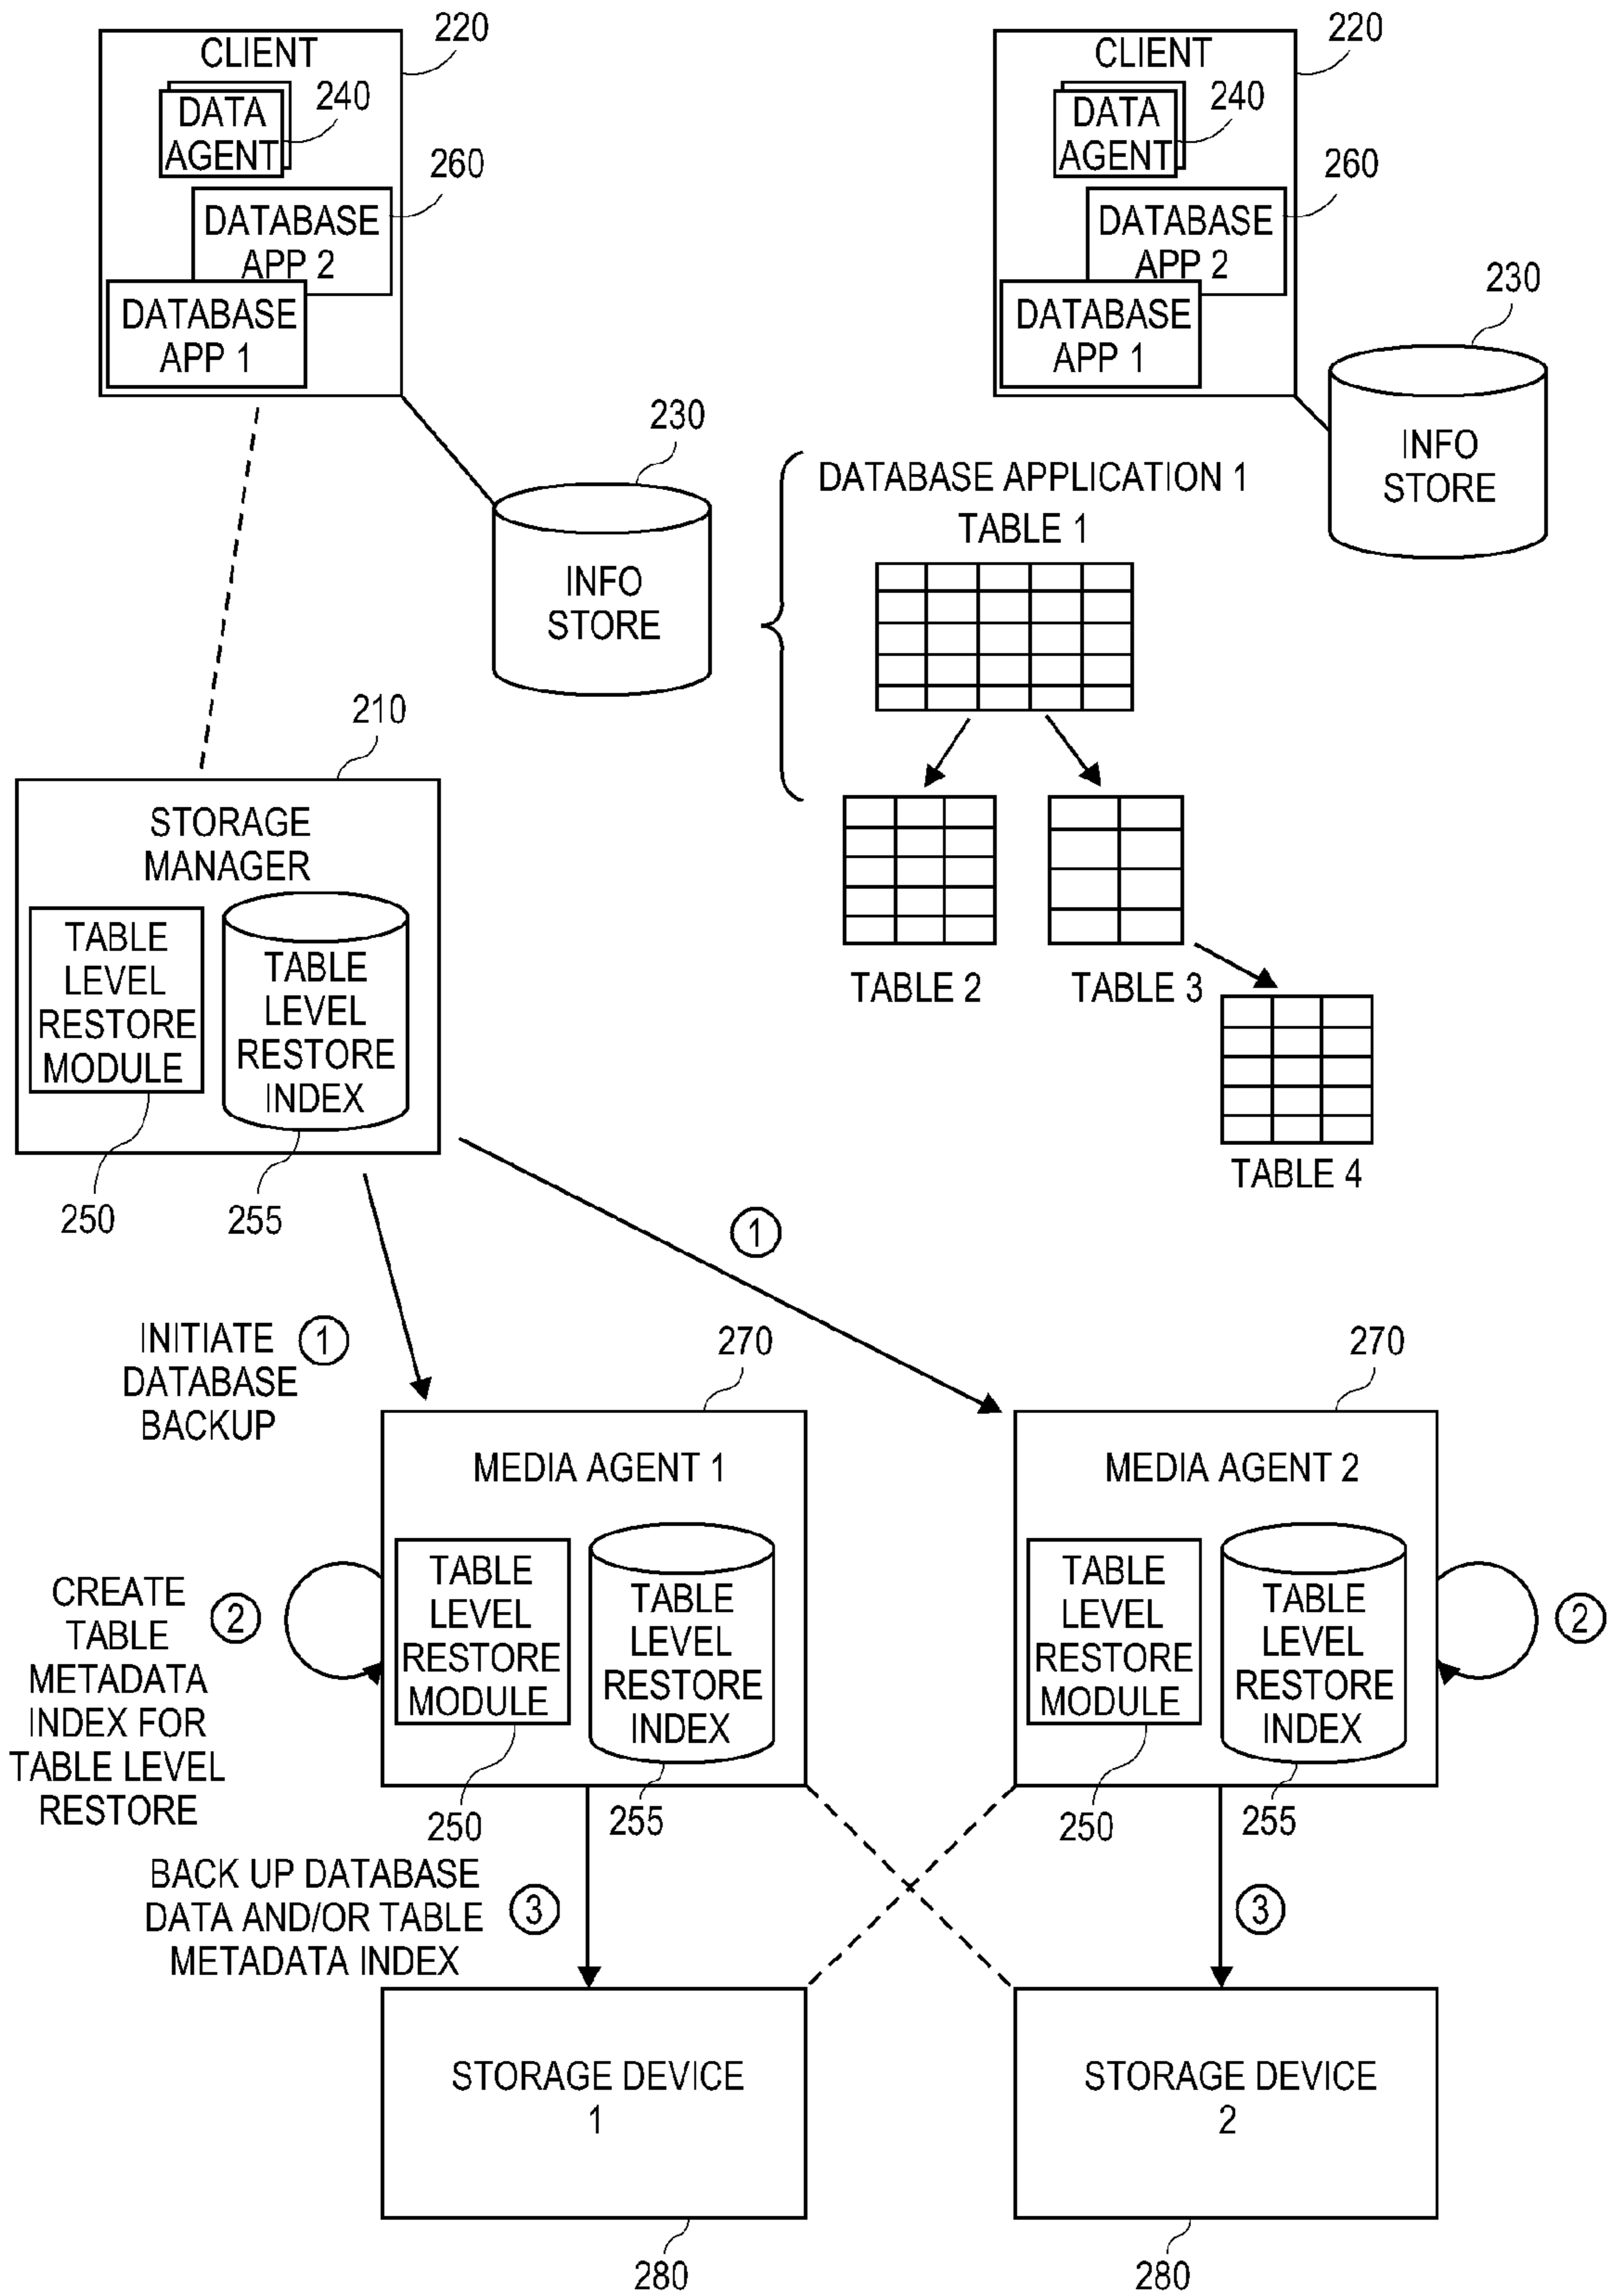 CLIENT
220
DATA
AGENT
240
260
DATABASE
APP 2
DATABASE
APP 1
CLIENT
220
DATA
AGENT
240
260
DATABASE
APP 2
DATABASE
APP 1
230
INFO
STORE
230
INFO
STORE
DATABASE APPLICATION 1
TABLE 1
TABLE 2
TABLE 3
TABLE 4
210
STORAGE
MANAGER
TABLE
LEVEL
RESTORE
MODULE
TABLE
LEVEL
RESTORE
INDEX
250
255
1
INITIATE
DATABASE
BACKUP
1
270
MEDIA AGENT 1
TABLE
LEVEL
RESTORE
MODULE
TABLE
LEVEL
RESTORE
INDEX
250
255
270
MEDIA AGENT 2
TABLE
LEVEL
RESTORE
MODULE
TABLE
LEVEL
RESTORE
INDEX
250
255
CREATE
TABLE
METADATA
INDEX FOR
TABLE LEVEL
RESTORE
2
2
BACK UP DATABASE
DATA AND/OR TABLE
METADATA INDEX
3
3
STORAGE DEVICE
1
280
STORAGE DEVICE
2
280